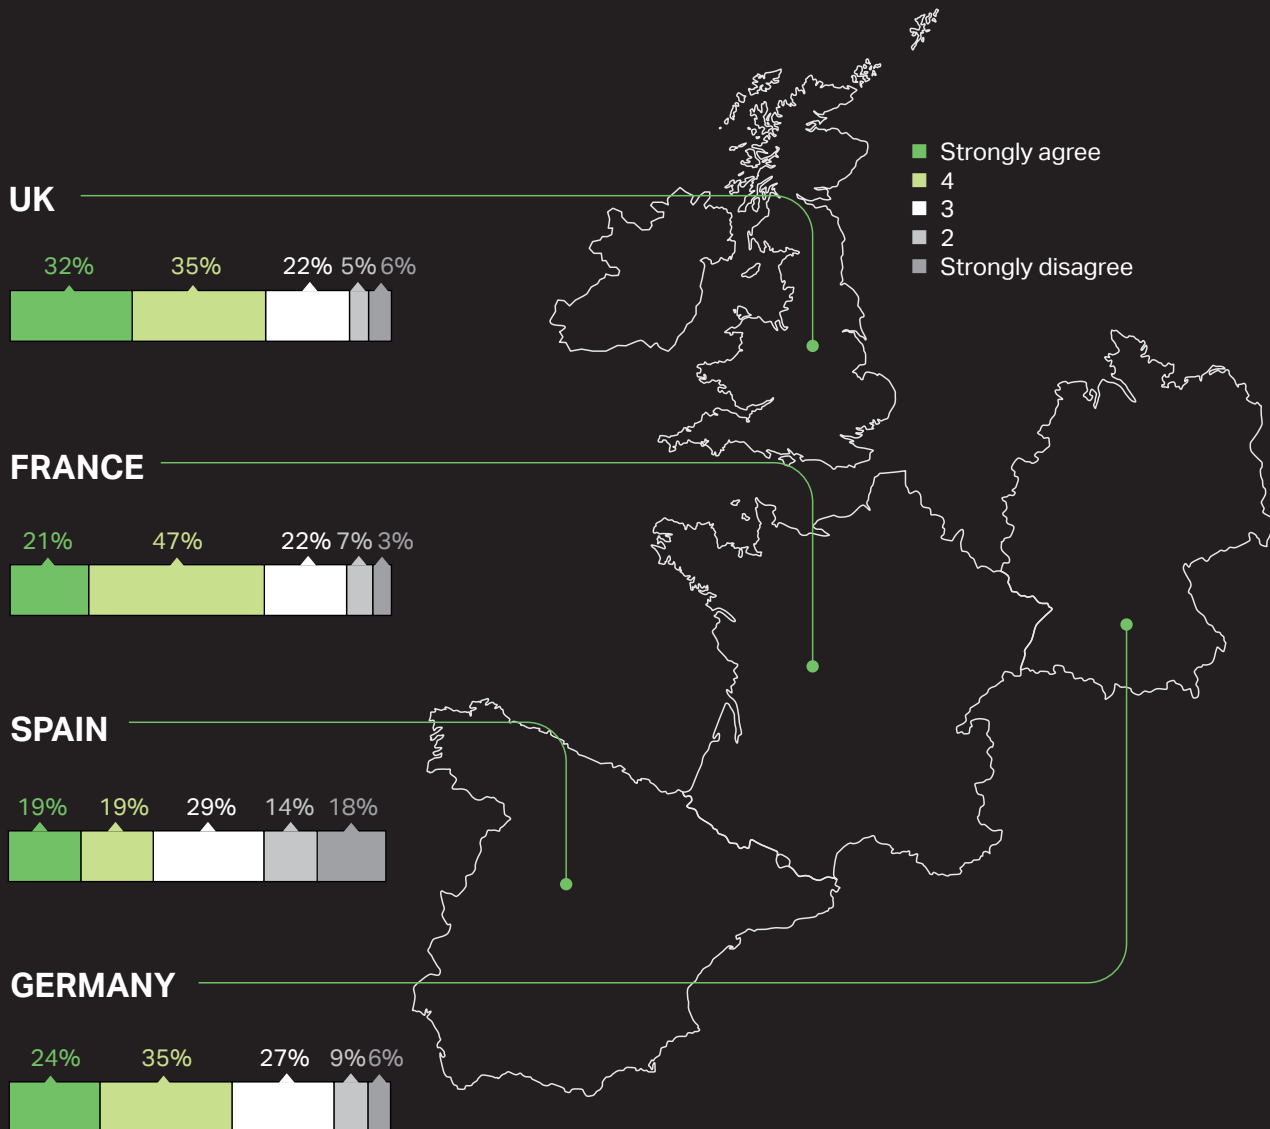 Strongly agree
4
3
2
Strongly disagree
UK
32% 35% 22% 5% 6%
FRANCE
21% 47% 22% 7% 3%
SPAIN
19% 19% 29% 14% 18%
GERMANY
24% 35% 27% 9% 6%